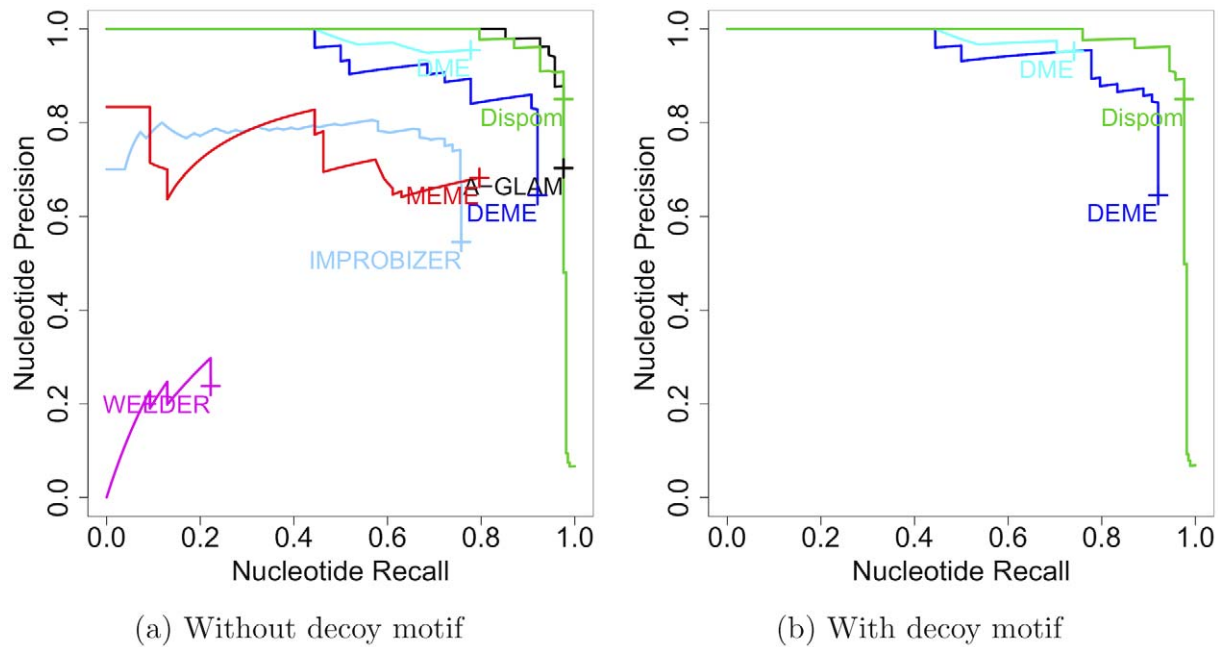 1.0
0.8
0.6
0.4
0.2
0.0
Nucleotide Precision
DME
Dispom
A-GLAM
MEME
DEME
IMPROBIZER
WEEDER
0.0 0.2 0.4 0.6 0.8 1.0
Nucleotide Recall
(a) Without decoy motif
1.0
0.8
0.6
0.4
0.2
0.0
Nucleotide Precision
DME
Dispom
DEME
0.0 0.2 0.4 0.6 0.8 1.0
Nucleotide Recall
(b) With decoy motif